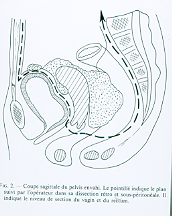 FIG. 2. — Coupe sagittale du pelvis envahi. Le pointillé indique le plan
suivi par l'opérateur dans sa dissection rétro et sous-péritonéale. Il
indique le niveau de section du vagin et du rectum.